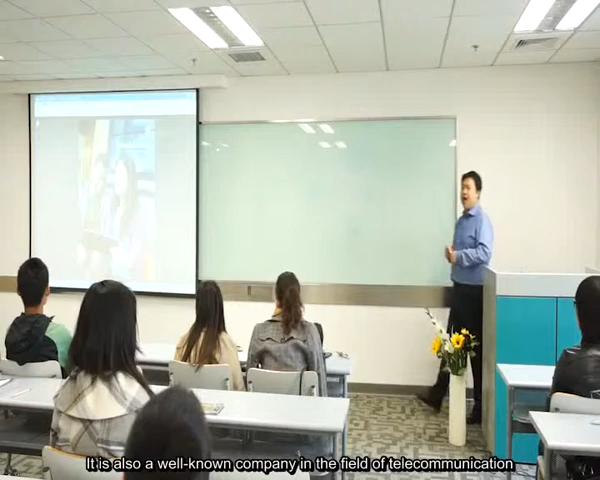 It is also a well-known company in the field of telecommunication